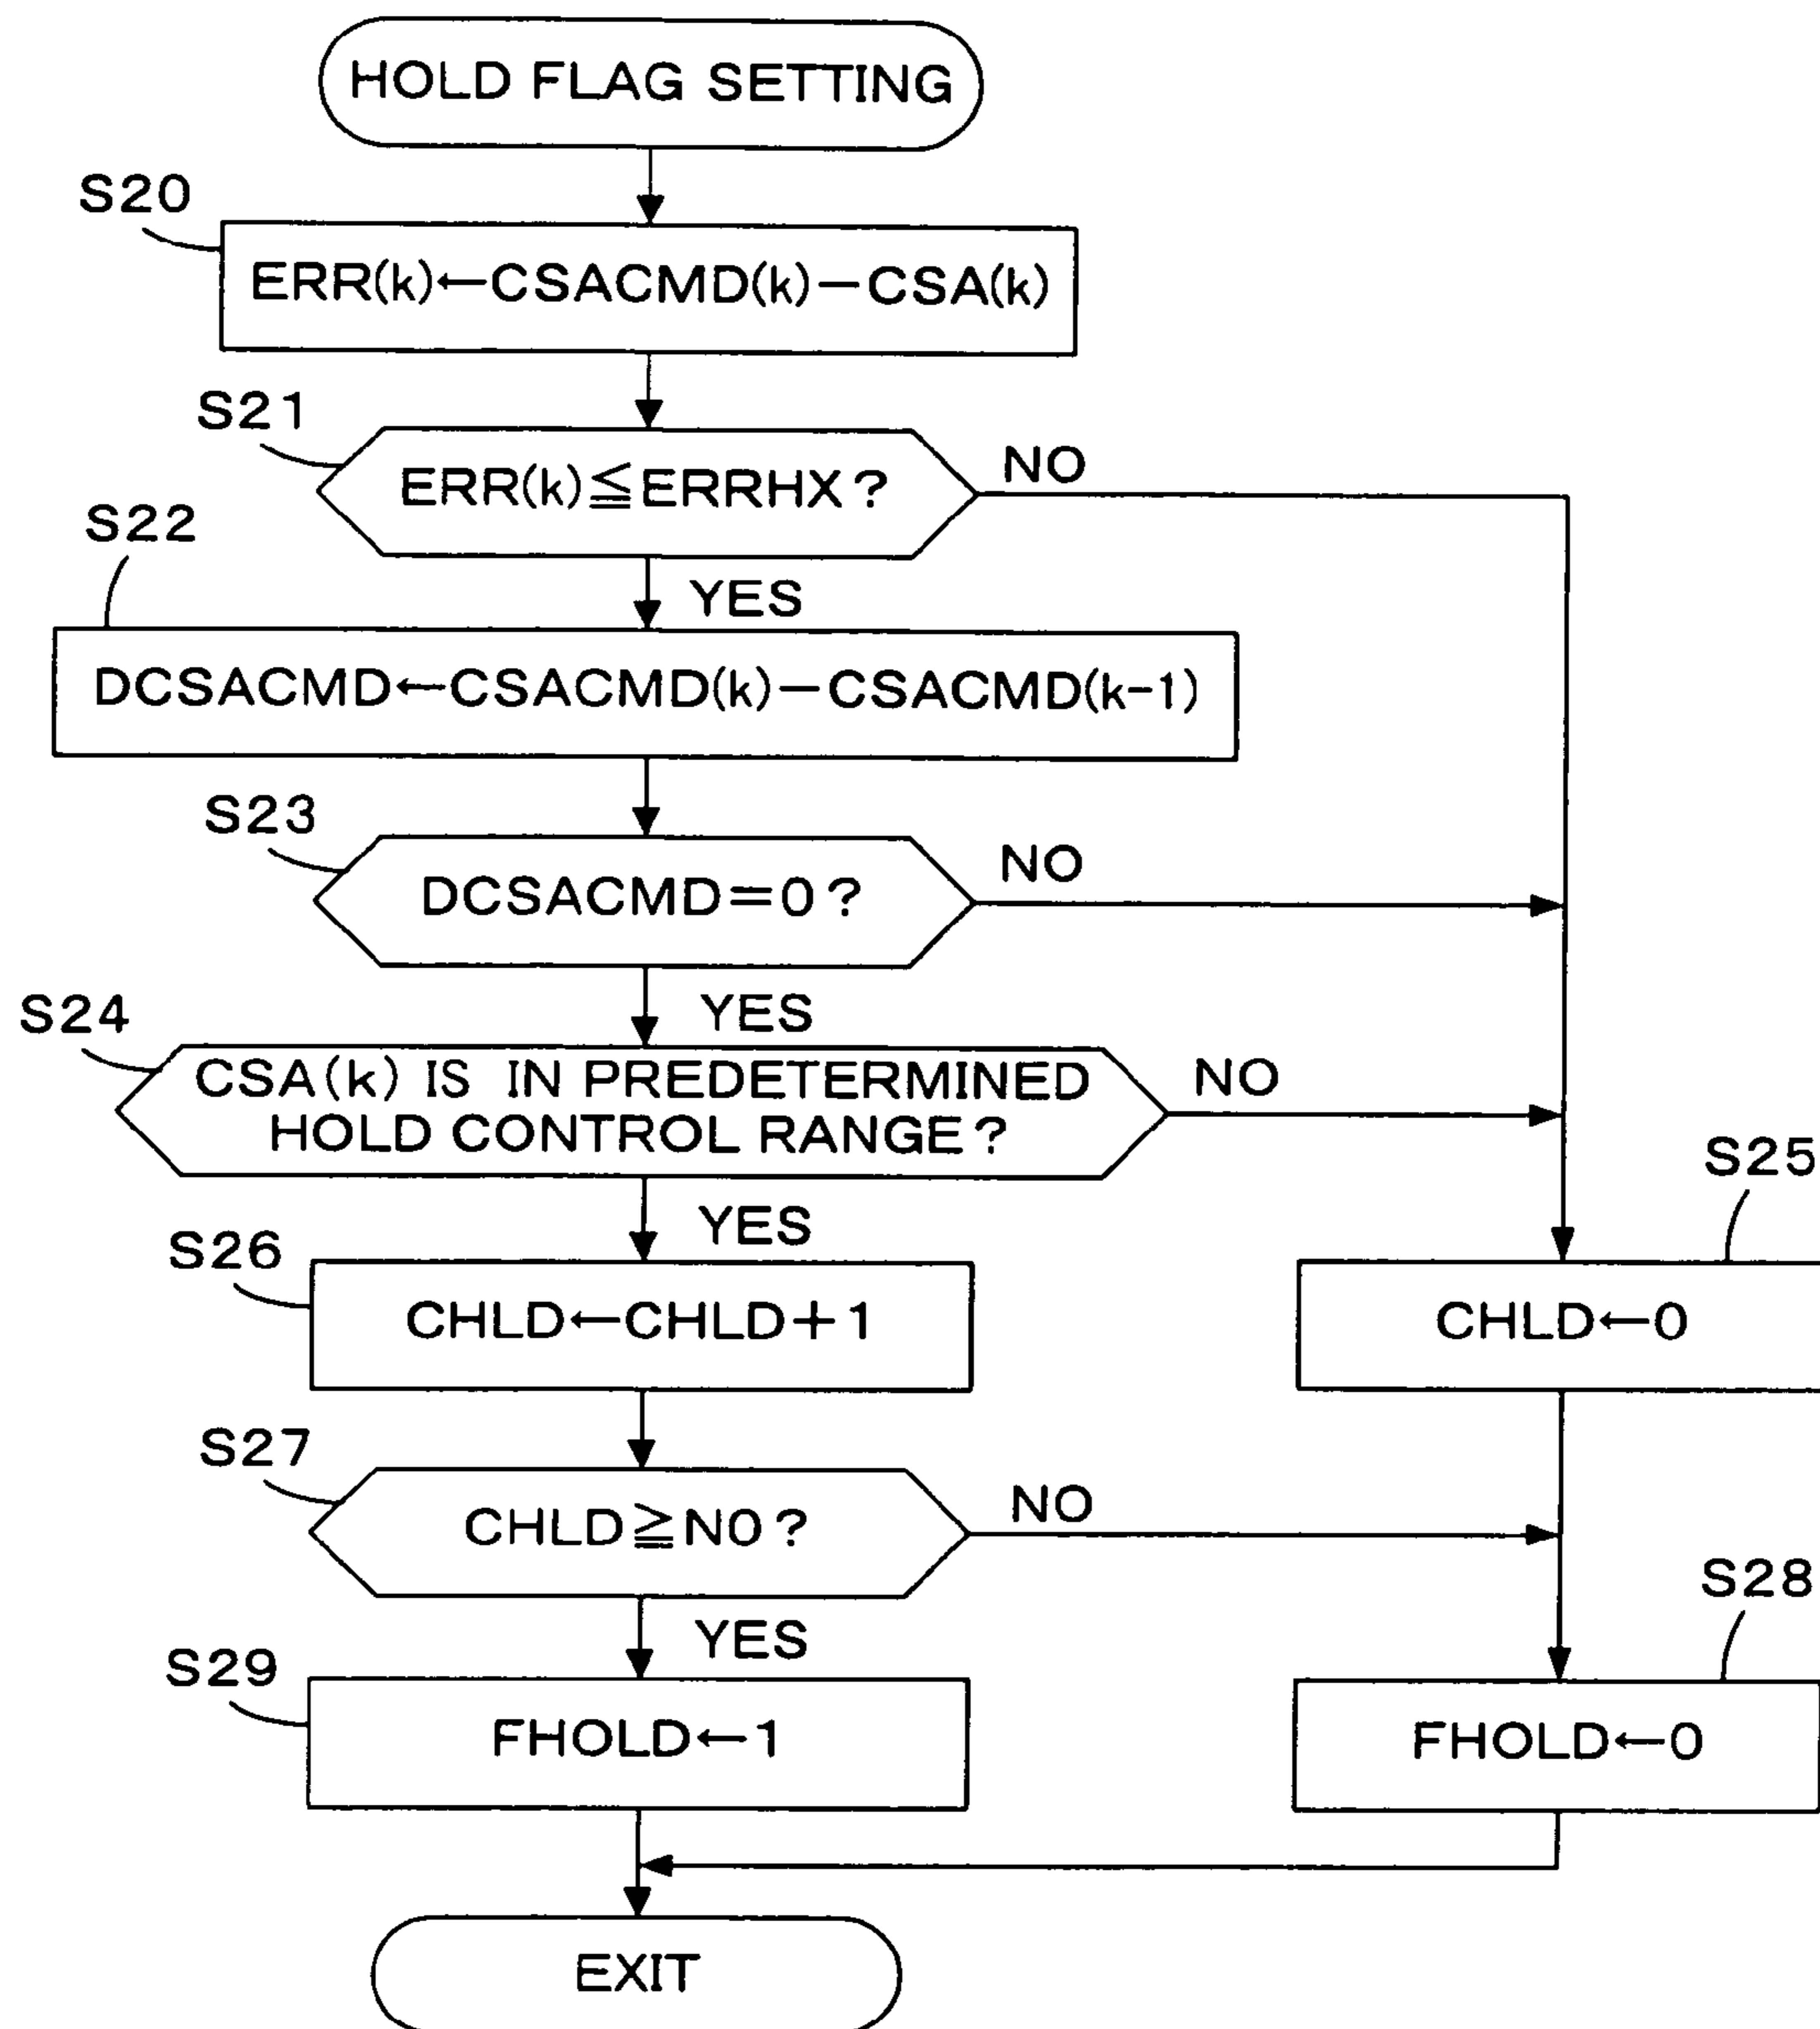 HOLD FLAG SETTING
S20
ERR(k)←CSACMD(k)−CSA(k)
S21
ERR(k)≦ERRHX?
NO
YES
S22
DCSACMD←CSACMD(k)−CSACMD(k-1)
S23
DCSACMD=0?
NO
YES
S24
CSA(k) IS IN PREDETERMINED
HOLD CONTROL RANGE?
NO
YES
S25
CHLD←0
S26
CHLD←CHLD+1
S27
CHLD≧N0?
NO
YES
S28
FHOLD←0
S29
FHOLD←1
EXIT